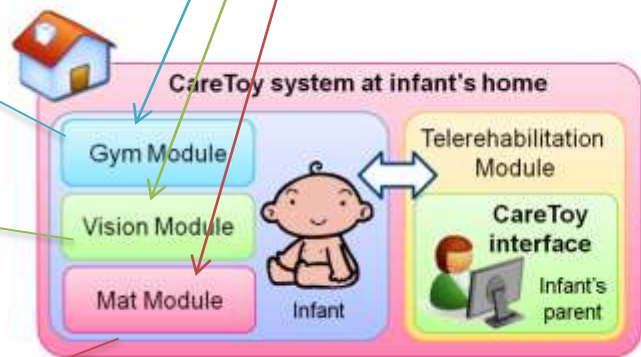 CareToy system at infant's home
Gym Module
Vision Module
Mat Module
Infant
Telerehabilitation
Module
CareToy
interface
Infant's
parent